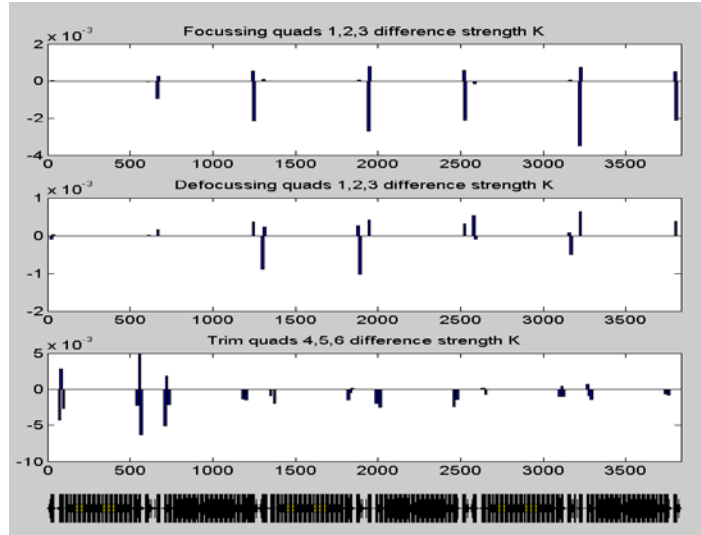 Focussing quads 1,2,3 difference strength K
2 × 10⁻³
0
-2
-4
0 500 1000 1500 2000 2500 3000 3500
Defocussing quads 1,2,3 difference strength K
1 × 10⁻³
0
-1
-2
0 500 1000 1500 2000 2500 3000 3500
Trim quads 4,5,6 difference strength K
5 × 10⁻³
0
-5
-10
0 500 1000 1500 2000 2500 3000 3500